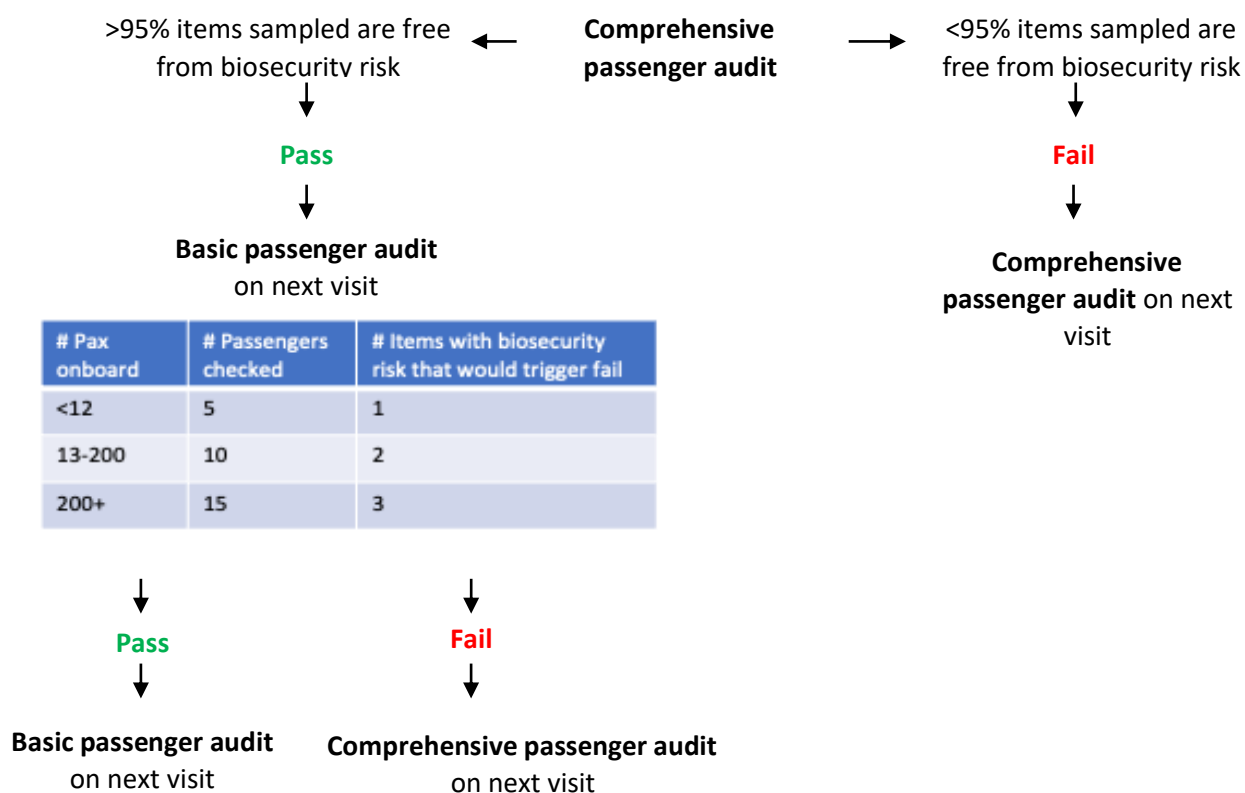 >95% items sampled are free
from biosecurity risk
Comprehensive
passenger audit
<95% items sampled are
free from biosecurity risk
Pass
Fail
Basic passenger audit
on next visit
Comprehensive
passenger audit on next
visit
# Pax
onboard
# Passengers
checked
# Items with biosecurity
risk that would trigger fail
<12 5 1
13-200 10 2
200+ 15 3
Pass
Fail
Basic passenger audit
on next visit
Comprehensive passenger audit
on next visit